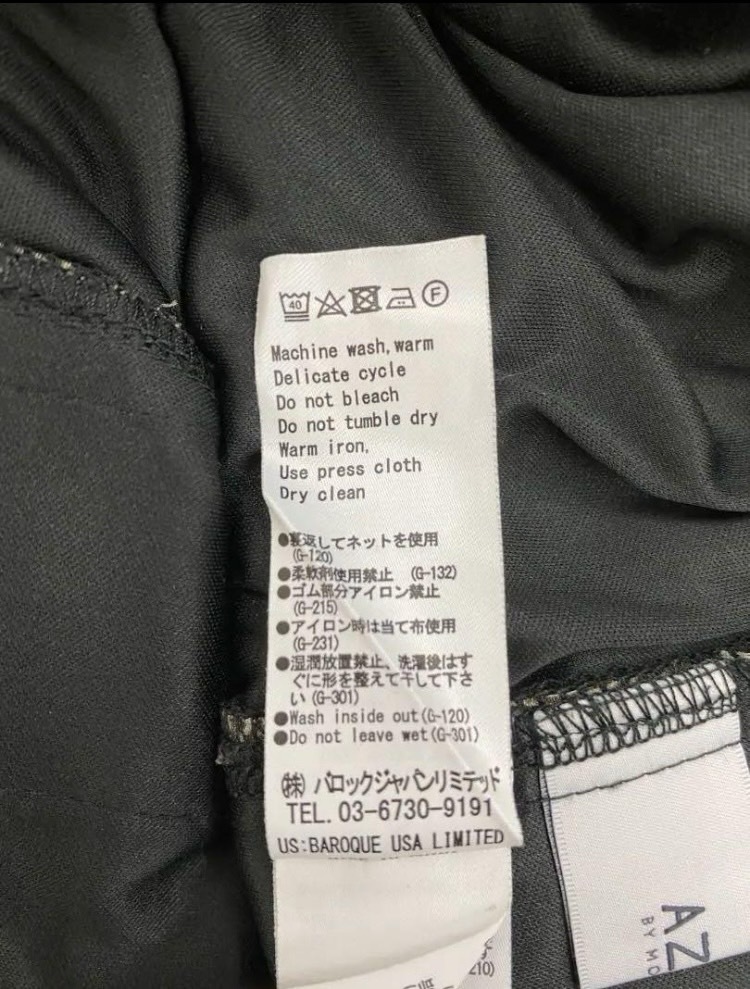 40 F
Machine wash,warm
Delicate cycle
Do not bleach
Do not tumble dry
Warm iron,
Use press cloth
Dry clean
●裏返してネットを使用
(G-120)
●柔軟剤使用禁止 (G-132)
●ゴム部分アイロン禁止
(G-215)
●アイロン時は当て布使用
(G-231)
●湿潤放置禁止、洗濯後はす
ぐに形を整えて干して下さ
い(G-301)
●Wash inside out(G-120)
●Do not leave wet(G-301)
(株) バロックジャパンリミテッド
TEL. 03-6730-9191
US:BAROQUE USA LIMITED
210)
AZ
BY MO